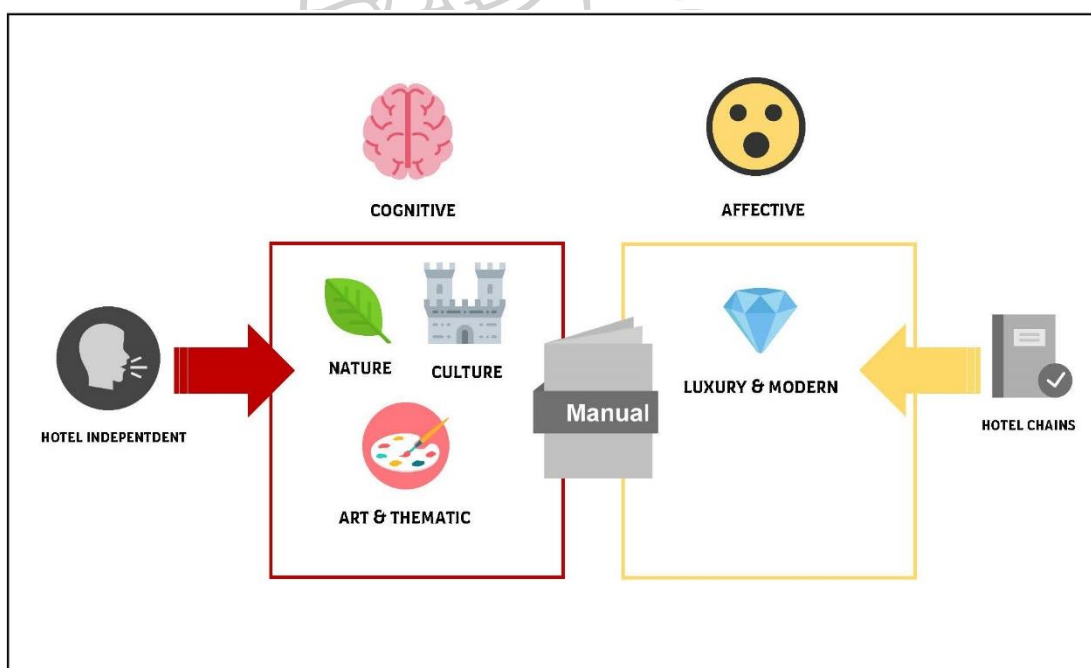 COGNITIVE
AFFECTIVE
NATURE
CULTURE
LUXURY & MODERN
Manual
HOTEL INDEPENTDENT
HOTEL CHAINS
ART & THEMATIC